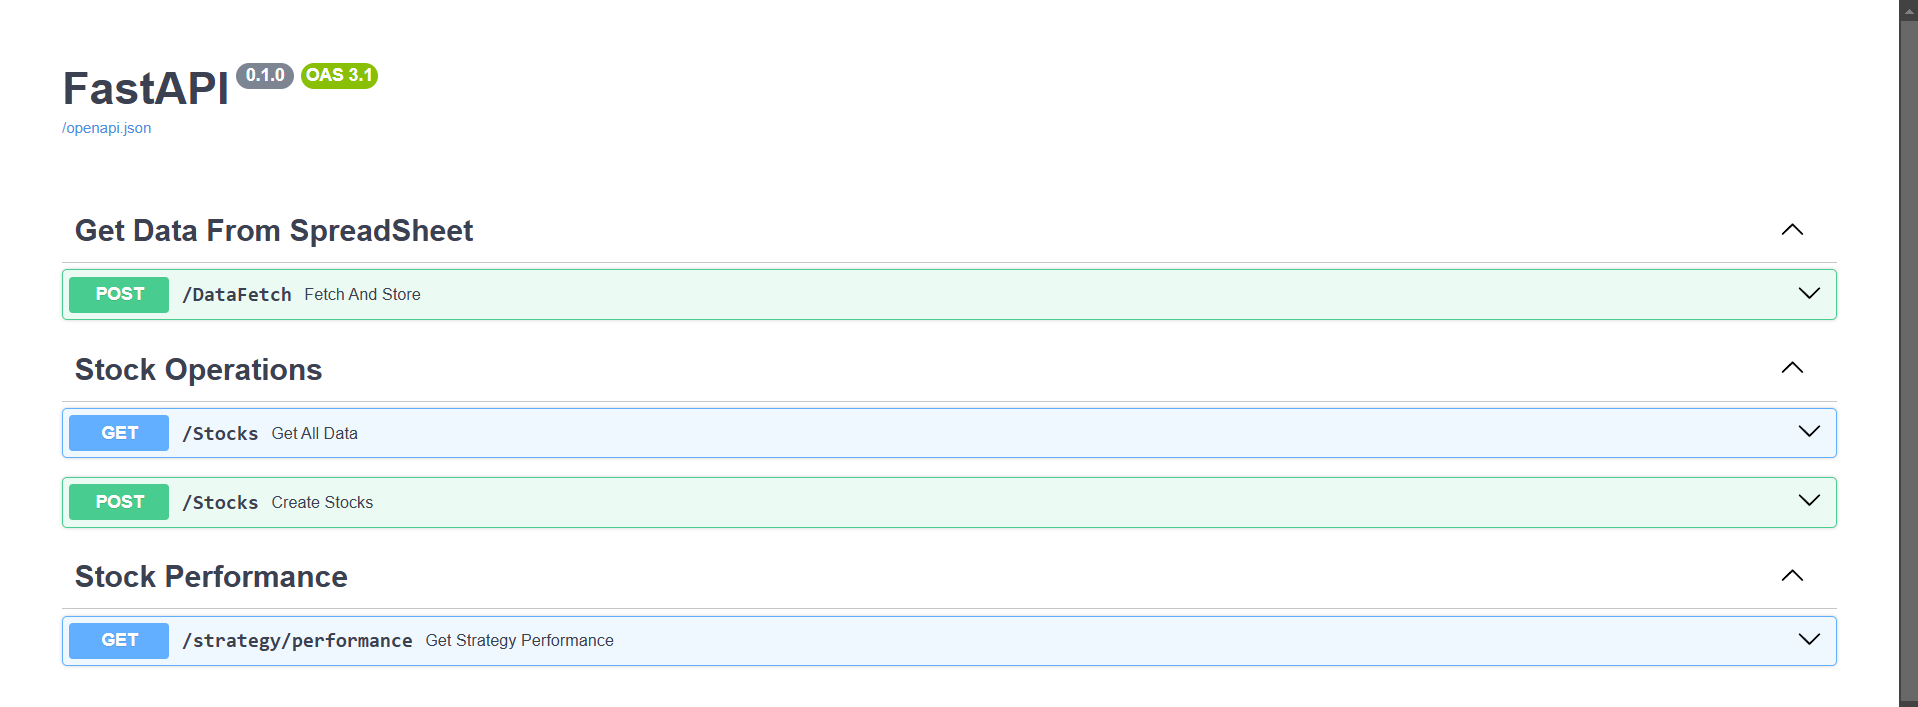 FastAPI 0.1.0 OAS 3.1
/openapi.json
Get Data From SpreadSheet
POST /DataFetch Fetch And Store
Stock Operations
GET /Stocks Get All Data
POST /Stocks Create Stocks
Stock Performance
GET /strategy/performance Get Strategy Performance